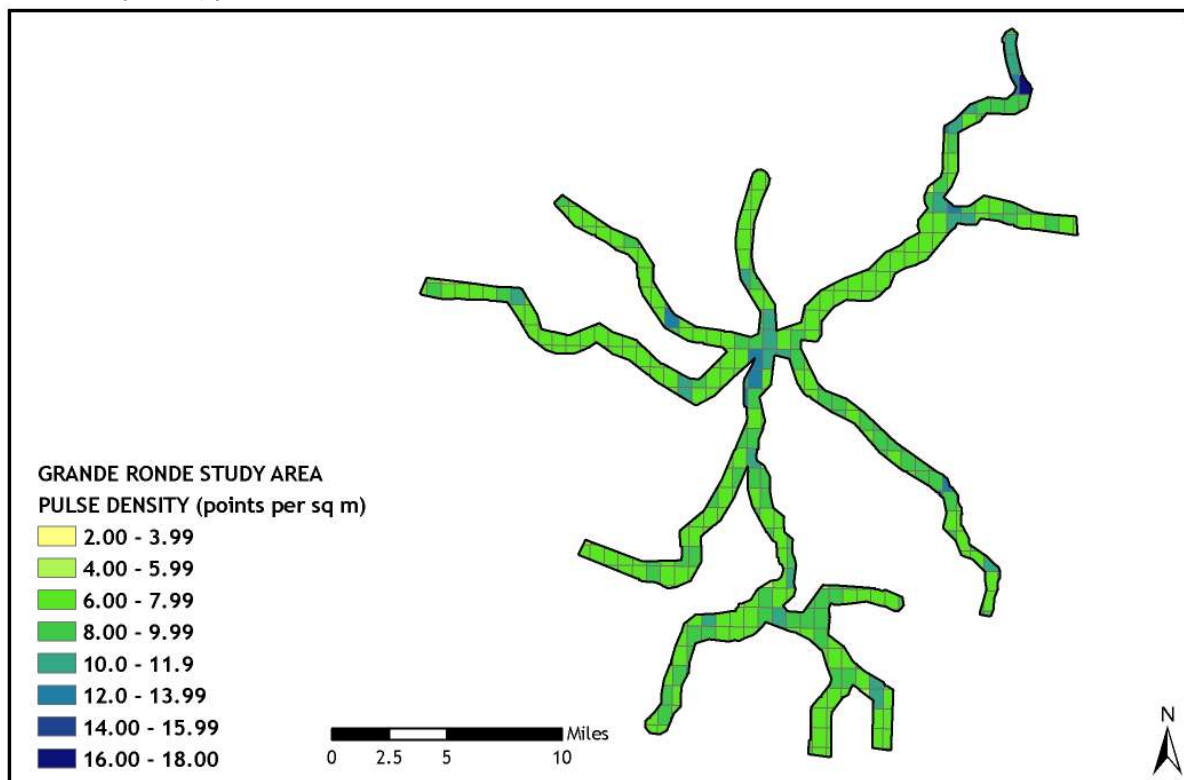 GRANDE RONDE STUDY AREA
PULSE DENSITY (points per sq m)
2.00 - 3.99
4.00 - 5.99
6.00 - 7.99
8.00 - 9.99
10.0 - 11.9
12.0 - 13.99
14.00 - 15.99
16.00 - 18.00
Miles
0 2.5 5 10
N